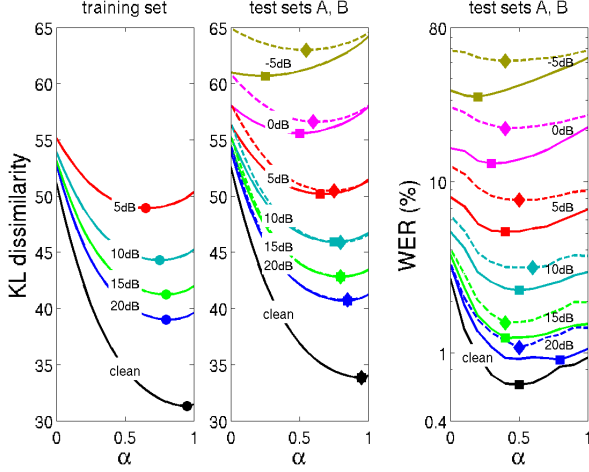 training set
test sets A, B
test sets A, B
KL dissimilarity
65
60
55
50
45
40
35
30
0
0.5
1
α
5dB
10dB
15dB
20dB
clean
65
60
55
50
45
40
35
30
0
0.5
1
α
-5dB
0dB
5dB
10dB
15dB
20dB
clean
WER (%)
80
10
1
0.4
0
0.5
1
α
-5dB
0dB
5dB
10dB
15dB
20dB
clean